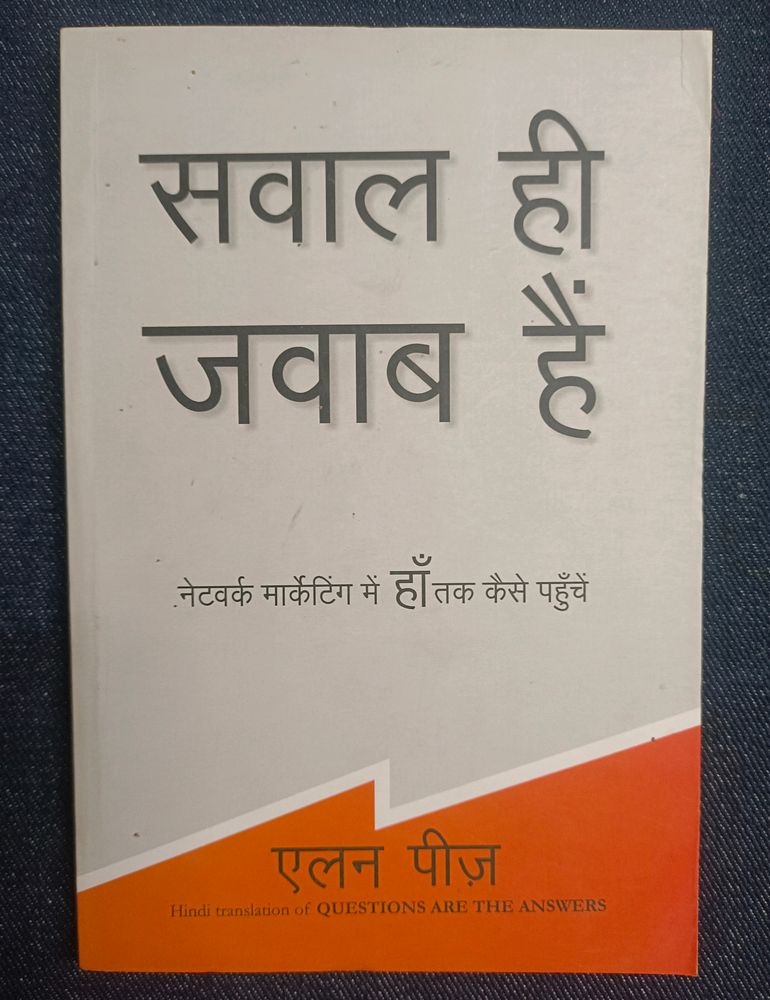 सवाल ही
जवाब हैं
नेटवर्क मार्केटिंग में हाँ तक कैसे पहुँचें
एलन पीज़
Hindi translation of QUESTIONS ARE THE ANSWERS